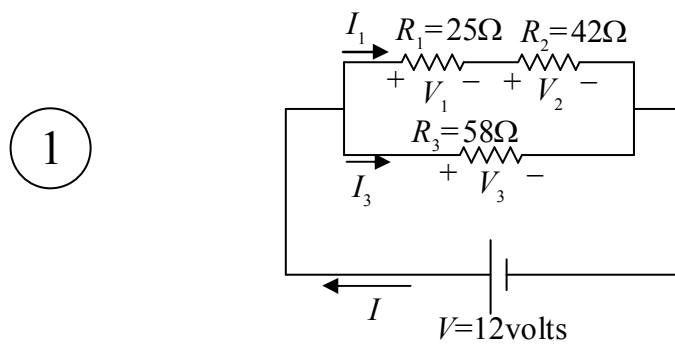 I₁ R₁=25Ω R₂=42Ω
+ − + −
V₁ V₂
1
R₃=58Ω
+ −
I₃ V₃
I
V=12volts